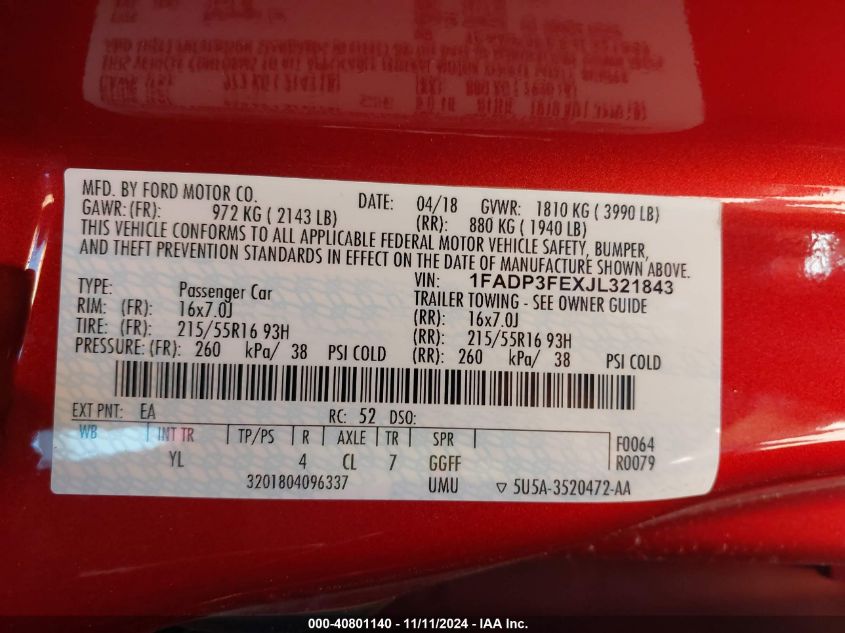 MFD. BY FORD MOTOR CO. DATE: 04/18 GVWR: 1810 KG ( 3990 LB)
GAWR: (FR): 972 KG ( 2143 LB) (RR): 880 KG ( 1940 LB)
THIS VEHICLE CONFORMS TO ALL APPLICABLE FEDERAL MOTOR VEHICLE SAFETY, BUMPER,
AND THEFT PREVENTION STANDARDS IN EFFECT ON THE DATE OF MANUFACTURE SHOWN ABOVE.
VIN: 1FADP3FEXJL321843
TYPE: Passenger Car TRAILER TOWING - SEE OWNER GUIDE
RIM: (FR): 16x7.0J (RR): 16x7.0J
TIRE: (FR): 215/55R16 93H (RR): 215/55R16 93H
PRESSURE: (FR): 260 kPa/ 38 PSI COLD (RR): 260 kPa/ 38 PSI COLD
EXT PNT: EA RC: 52 DSO:
WB INT TR TP/PS R AXLE TR SPR F0064
YL 4 CL 7 GGFF R0079
3201804096337 UMU ▽ 5U5A-3520472-AA
000-40801140 - 11/11/2024 - IAA Inc.